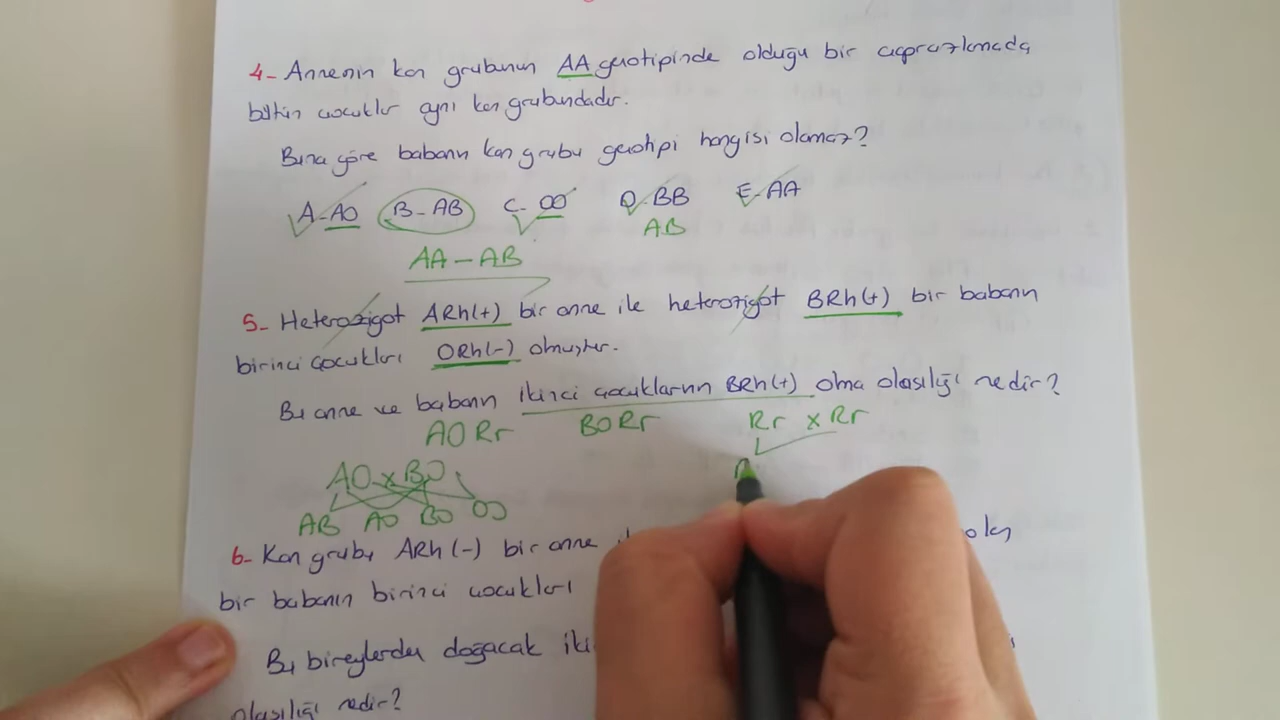 4- Annenin kan grubunun AA genotipinde olduğu bir çaprazlamada
bütün çocuklar aynı kan grubundadır.
Buna göre babanın kan grubu genotipi hangisi olamaz?
A-AO B-AB C-OO D-BB E-AA
AB
AA-AB
5- Heterozigot ARh(+) bir anne ile heterozigot BRh(+) bir babanın
birinci çocukları ORh(-) olmuştur.
Bu anne ve babanın ikinci çocuklarının BRh(+) olma olasılığı nedir?
AORr BORr Rr x Rr
AO x BO
AB AO BO OO
6- Kan grubu ARh(-) bir anne
bir babanın birinci çocukları
Bu bireylerden doğacak
olasılığı nedir?